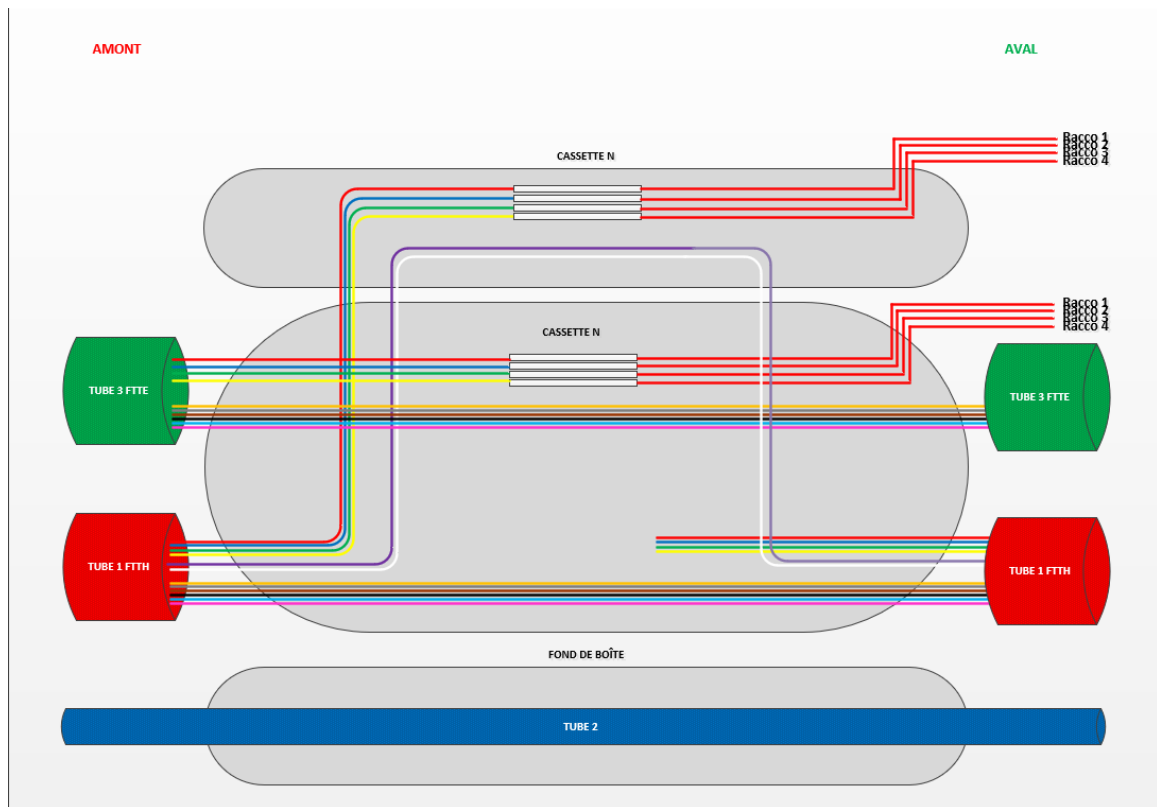 AMONT
AVAL
Racco 1
Racco 2
Racco 3
Racco 4
CASSETTE N
Racco 1
Racco 2
Racco 3
Racco 4
CASSETTE N
TUBE 3 FTTE
TUBE 3 FTTE
TUBE 1 FTTH
TUBE 1 FTTH
FOND DE BOÎTE
TUBE 2